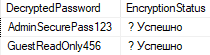 DecryptedPassword EncryptionStatus
AdminSecurePass123 ? Успешно
GuestReadOnly456 ? Успешно